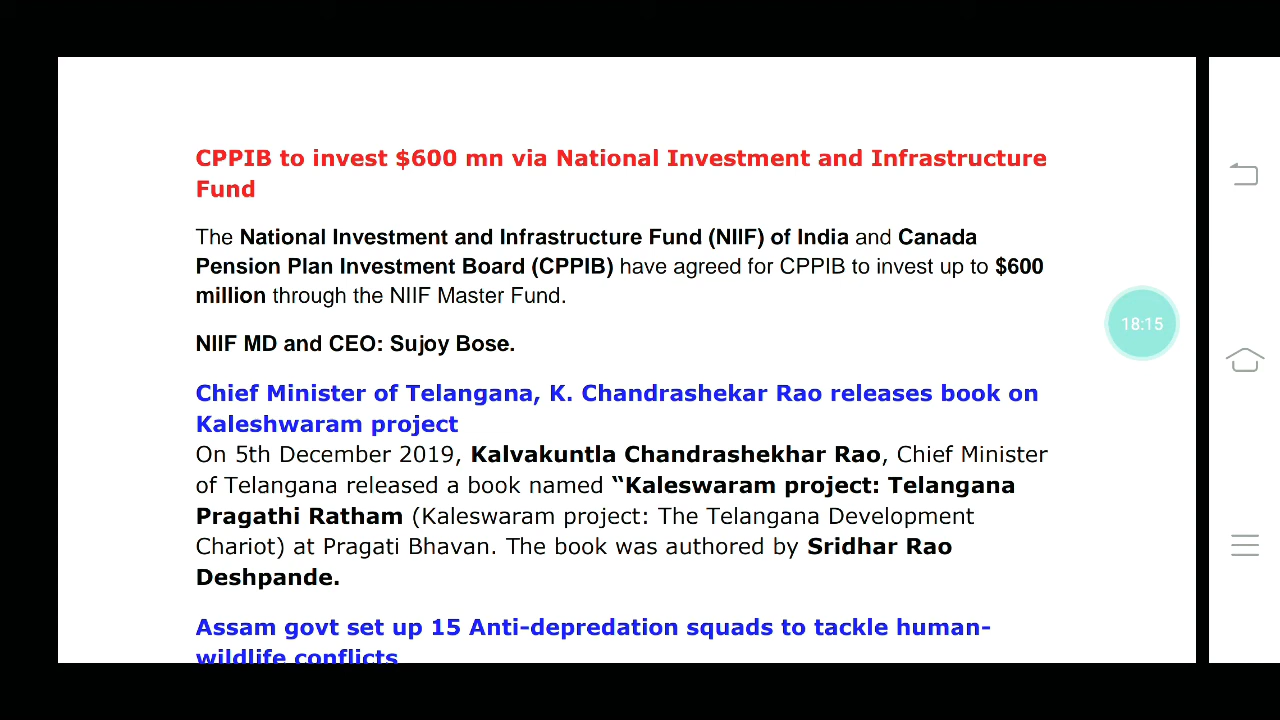 CPPIB to invest $600 mn via National Investment and Infrastructure
Fund
The National Investment and Infrastructure Fund (NIIF) of India and Canada
Pension Plan Investment Board (CPPIB) have agreed for CPPIB to invest up to $600
million through the NIIF Master Fund.
18:15
NIIF MD and CEO: Sujoy Bose.
Chief Minister of Telangana, K. Chandrashekar Rao releases book on
Kaleshwaram project
On 5th December 2019, Kalvakuntla Chandrashekhar Rao, Chief Minister
of Telangana released a book named “Kaleswaram project: Telangana
Pragathi Ratham (Kaleswaram project: The Telangana Development
Chariot) at Pragati Bhavan. The book was authored by Sridhar Rao
Deshpande.
Assam govt set up 15 Anti-depredation squads to tackle human-
wildlife conflicts